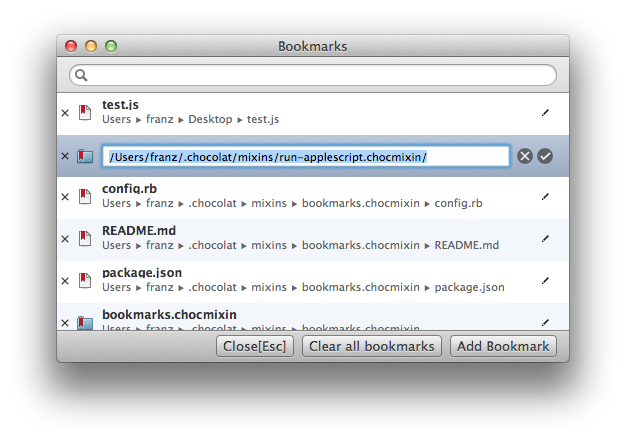 Bookmarks
test.js
Users ▸ franz ▸ Desktop ▸ test.js
/Users/franz/.chocolat/mixins/run-applescript.chocmixin/
config.rb
Users ▸ franz ▸ .chocolat ▸ mixins ▸ bookmarks.chocmixin ▸ config.rb
README.md
Users ▸ franz ▸ .chocolat ▸ mixins ▸ bookmarks.chocmixin ▸ README.md
package.json
Users ▸ franz ▸ .chocolat ▸ mixins ▸ bookmarks.chocmixin ▸ package.json
bookmarks.chocmixin
Users ▸ franz ▸ .chocolat ▸ mixins ▸ bookmarks.chocmixin
Close[Esc] Clear all bookmarks Add Bookmark